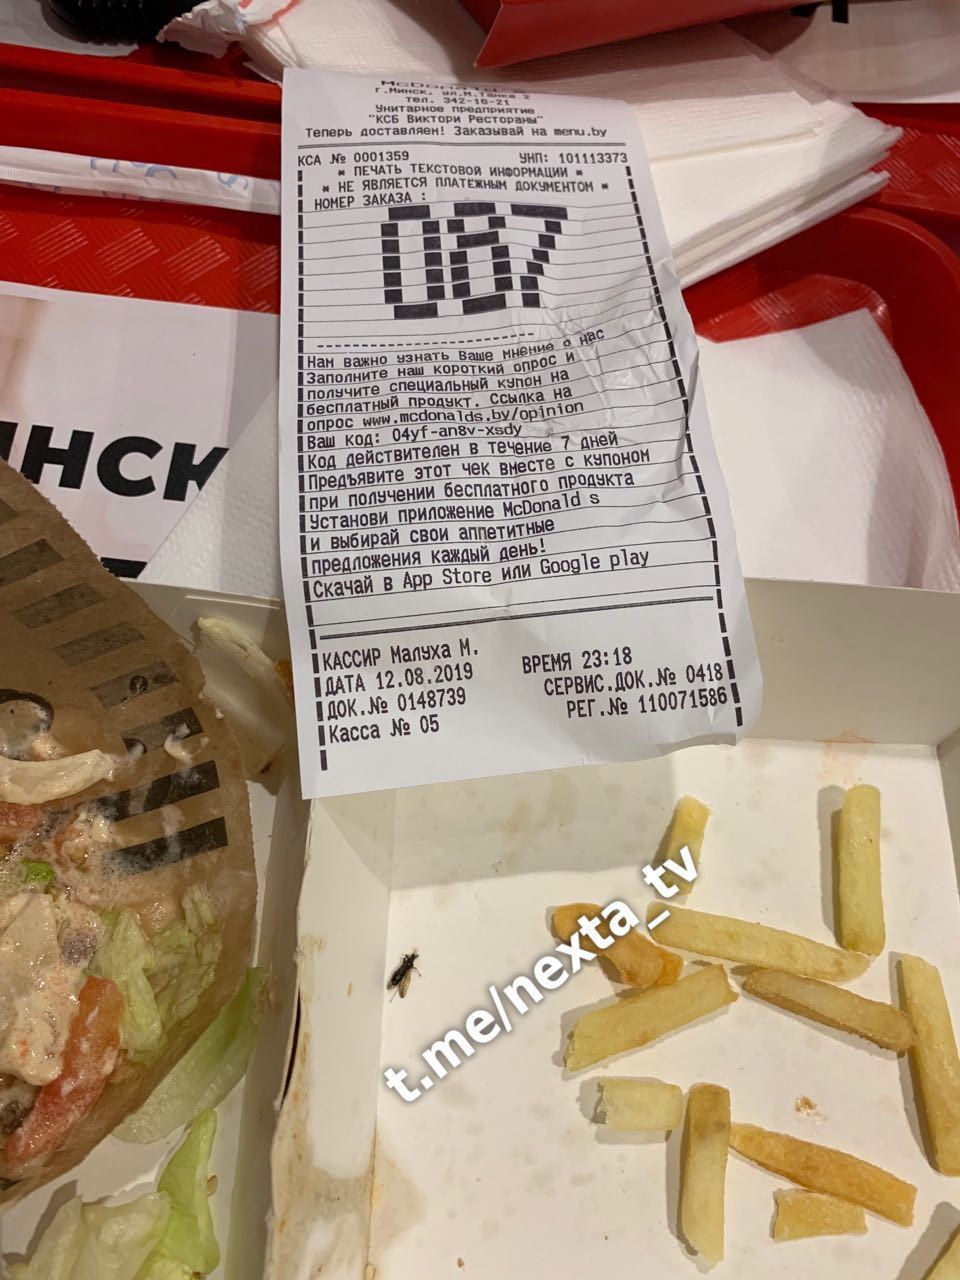 McDonald's
г.Минск, ул.М.Танка 2
тел. 342-16-21
Унитарное предприятие
"КСБ Виктори Рестораны"
Теперь доставляем! Заказывай на menu.by
КСА № 0001359 УНП: 101113373
* ПЕЧАТЬ ТЕКСТОВОЙ ИНФОРМАЦИИ *
* НЕ ЯВЛЯЕТСЯ ПЛАТЕЖНЫМ ДОКУМЕНТОМ *
НОМЕР ЗАКАЗА :
087
Нам важно узнать Ваше мнение о нас
Заполните наш короткий опрос и
получите специальный купон на
бесплатный продукт. Ссылка на
опрос www.mcdonalds.by/opinion
Ваш код: 04yf-an8v-xsdy
Код действителен в течение 7 дней
Предъявите этот чек вместе с купоном
при получении бесплатного продукта
Установи приложение McDonald s
и выбирай свои аппетитные
предложения каждый день!
Скачай в App Store или Google play
КАССИР Малуха М.
ДАТА 12.08.2019 ВРЕМЯ 23:18
ДОК.№ 0148739 СЕРВИС.ДОК.№ 0418
Касса № 05 РЕГ.№ 110071586
ИНСК
t.me/nexta_tv